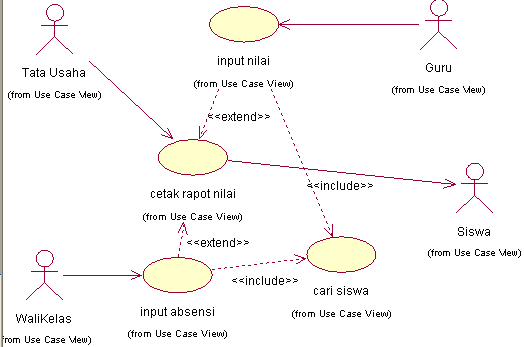 Tata Usaha
(from Use Case View)
input nilai
(from Use Case View)
Guru
(from Use Case View)
<<extend>>
cetak rapot nilai
(from Use Case View)
<<include>>
Siswa
(from Use Case View)
<<extend>>
<<include>>
WaliKelas
(from Use Case View)
input absensi
(from Use Case View)
cari siswa
(from Use Case View)